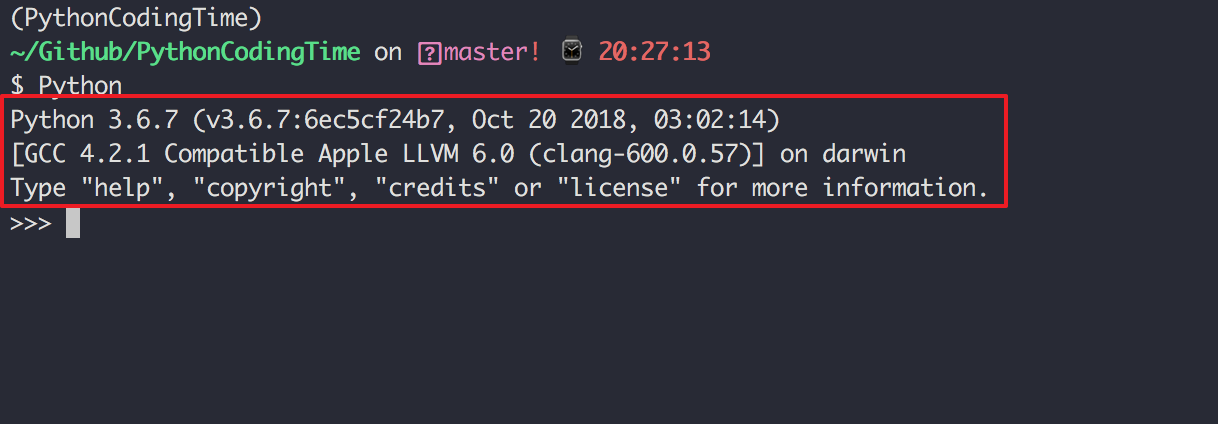 (PythonCodingTime)
~/Github/PythonCodingTime on ?master! ⌚ 20:27:13
$ Python
Python 3.6.7 (v3.6.7:6ec5cf24b7, Oct 20 2018, 03:02:14)
[GCC 4.2.1 Compatible Apple LLVM 6.0 (clang-600.0.57)] on darwin
Type "help", "copyright", "credits" or "license" for more information.
>>>